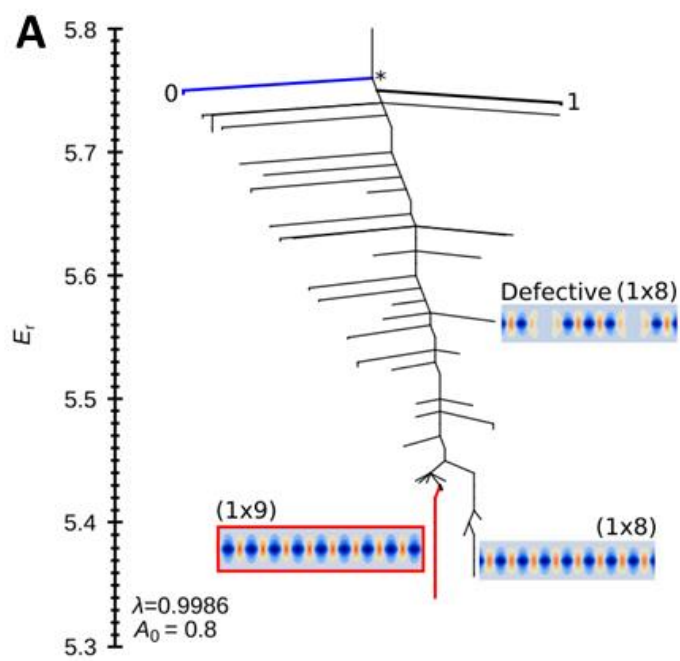 A
5.8
*
0
1
5.7
5.6
Defective (1x8)
E_r
5.5
(1x9)
5.4
(1x8)
λ=0.9986
A₀ = 0.8
5.3